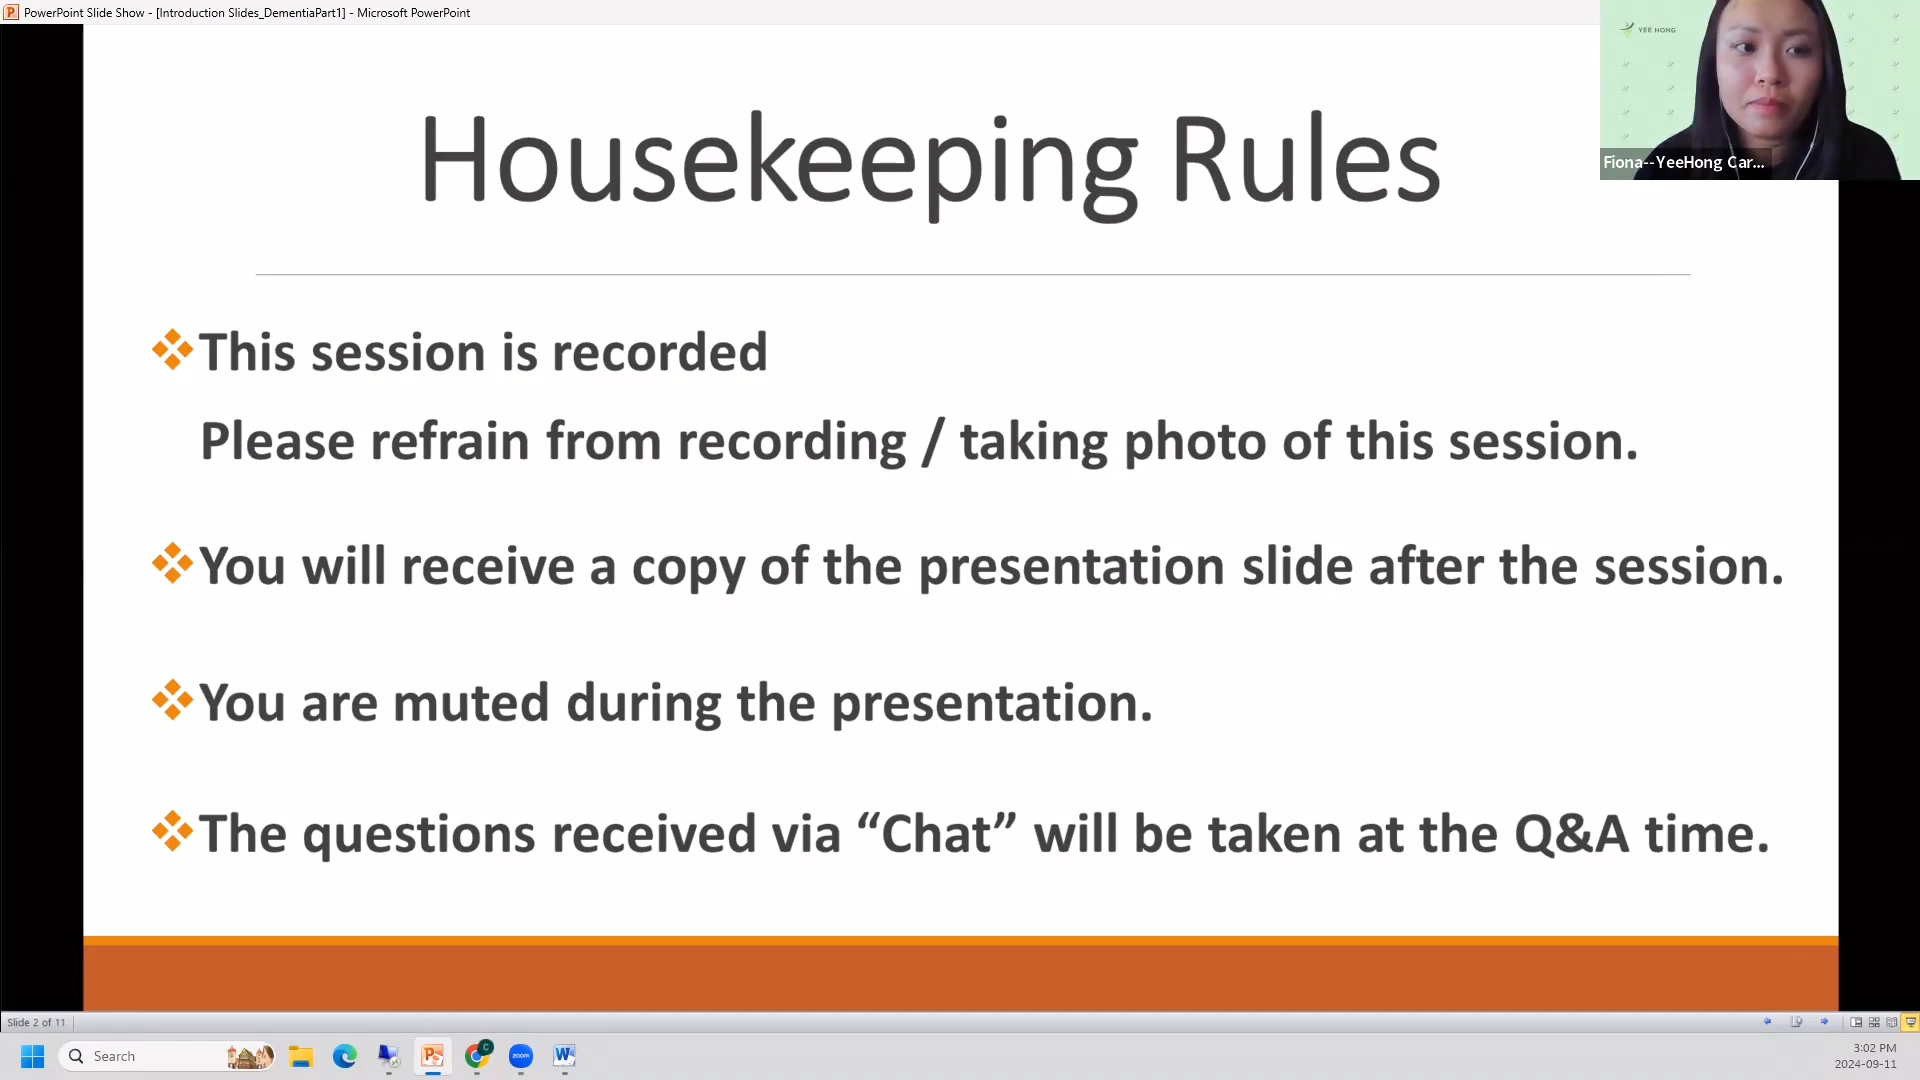 PowerPoint Slide Show - [Introduction Slides_DementiaPart1] - Microsoft PowerPoint
YEE HONG
Fiona--YeeHong Car...
Housekeeping Rules
This session is recorded
Please refrain from recording / taking photo of this session.
You will receive a copy of the presentation slide after the session.
You are muted during the presentation.
The questions received via “Chat” will be taken at the Q&A time.
Slide 2 of 11
Search
C
zoom
3:02 PM
2024-09-11